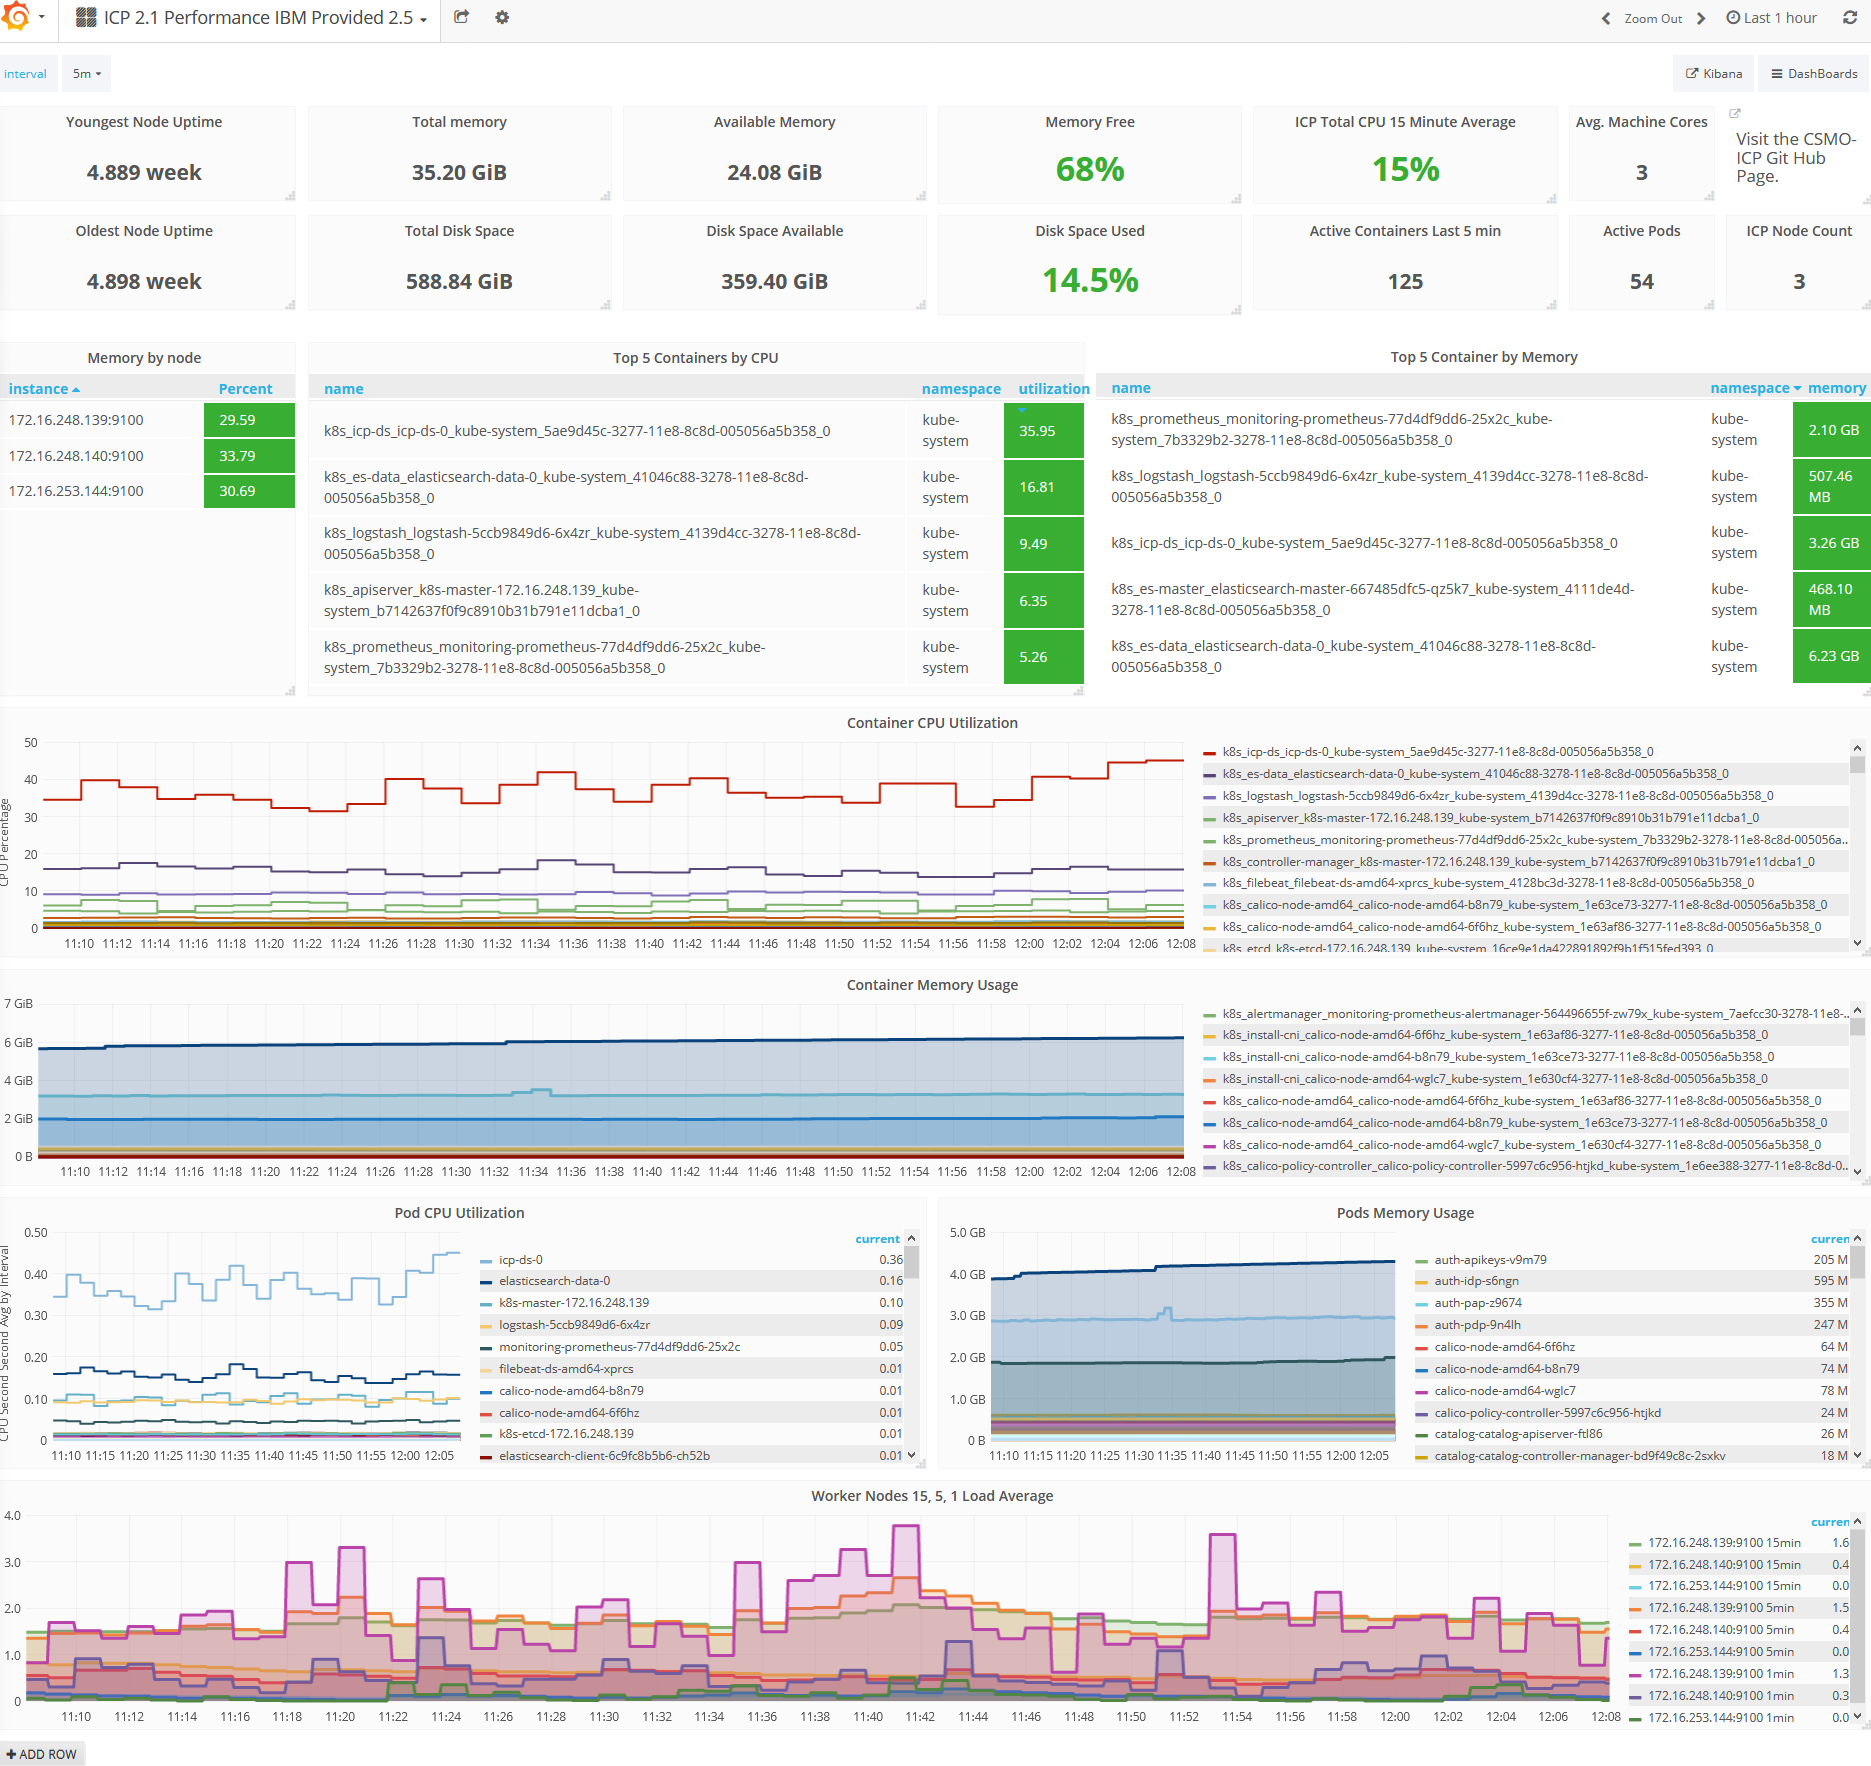 ICP 2.1 Performance IBM Provided 2.5
Zoom Out
Last 1 hour
interval
5m
Kibana
DashBoards
Youngest Node Uptime
4.889 week
Total memory
35.20 GiB
Available Memory
24.08 GiB
Memory Free
68%
ICP Total CPU 15 Minute Average
15%
Avg. Machine Cores
3
Visit the CSMO-
ICP Git Hub
Page.
Oldest Node Uptime
4.898 week
Total Disk Space
588.84 GiB
Disk Space Available
359.40 GiB
Disk Space Used
14.5%
Active Containers Last 5 min
125
Active Pods
54
ICP Node Count
3
Memory by node
instance Percent
172.16.248.139:9100 29.59
172.16.248.140:9100 33.79
172.16.253.144:9100 30.69
Top 5 Containers by CPU
name namespace utilization
k8s_icp-ds_icp-ds-0_kube-system_5ae9d45c-3277-11e8-8c8d-005056a5b358_0
kube-
system
35.95
k8s_es-data_elasticsearch-data-0_kube-system_41046c88-3278-11e8-8c8d-
005056a5b358_0
kube-
system
16.81
k8s_logstash_logstash-5ccb9849d6-6x4zr_kube-system_4139d4cc-3278-11e8-8c8d-
005056a5b358_0
kube-
system
9.49
k8s_apiserver_k8s-master-172.16.248.139_kube-
system_b7142637f0f9c8910b31b791e11dcba1_0
kube-
system
6.35
k8s_prometheus_monitoring-prometheus-77d4df9dd6-25x2c_kube-
system_7b3329b2-3278-11e8-8c8d-005056a5b358_0
kube-
system
5.26
Top 5 Container by Memory
name namespace memory
k8s_prometheus_monitoring-prometheus-77d4df9dd6-25x2c_kube-
system_7b3329b2-3278-11e8-8c8d-005056a5b358_0
kube-
system
2.10 GB
k8s_logstash_logstash-5ccb9849d6-6x4zr_kube-system_4139d4cc-3278-11e8-8c8d-
005056a5b358_0
kube-
system
507.46
MB
k8s_icp-ds_icp-ds-0_kube-system_5ae9d45c-3277-11e8-8c8d-005056a5b358_0
kube-
system
3.26 GB
k8s_es-master_elasticsearch-master-667485dfc5-qz5k7_kube-system_4111de4d-
3278-11e8-8c8d-005056a5b358_0
kube-
system
468.10
MB
k8s_es-data_elasticsearch-data-0_kube-system_41046c88-3278-11e8-8c8d-
005056a5b358_0
kube-
system
6.23 GB
Container CPU Utilization
CPU Percentage
50
40
30
20
10
0
11:10 11:12 11:14 11:16 11:18 11:20 11:22 11:24 11:26 11:28 11:30 11:32 11:34 11:36 11:38 11:40 11:42 11:44 11:46 11:48 11:50 11:52 11:54 11:56 11:58 12:00 12:02 12:04 12:06 12:08
k8s_icp-ds_icp-ds-0_kube-system_5ae9d45c-3277-11e8-8c8d-005056a5b358_0
k8s_es-data_elasticsearch-data-0_kube-system_41046c88-3278-11e8-8c8d-005056a5b358_0
k8s_logstash_logstash-5ccb9849d6-6x4zr_kube-system_4139d4cc-3278-11e8-8c8d-005056a5b358_0
k8s_apiserver_k8s-master-172.16.248.139_kube-system_b7142637f0f9c8910b31b791e11dcba1_0
k8s_prometheus_monitoring-prometheus-77d4df9dd6-25x2c_kube-system_7b3329b2-3278-11e8-8c8d-005056a...
k8s_controller-manager_k8s-master-172.16.248.139_kube-system_b7142637f0f9c8910b31b791e11dcba1_0
k8s_filebeat_filebeat-ds-amd64-xprcs_kube-system_4128bc3d-3278-11e8-8c8d-005056a5b358_0
k8s_calico-node-amd64_calico-node-amd64-b8n79_kube-system_1e63ce73-3277-11e8-8c8d-005056a5b358_0
k8s_calico-node-amd64_calico-node-amd64-6f6hz_kube-system_1e63af86-3277-11e8-8c8d-005056a5b358_0
k8s_etcd_k8s-etcd-172.16.248.139_kube-system_16ce9e1da422891892f9b1f515fed393_0
Container Memory Usage
7 GiB
6 GiB
4 GiB
2 GiB
0 B
11:10 11:12 11:14 11:16 11:18 11:20 11:22 11:24 11:26 11:28 11:30 11:32 11:34 11:36 11:38 11:40 11:42 11:44 11:46 11:48 11:50 11:52 11:54 11:56 11:58 12:00 12:02 12:04 12:06 12:08
k8s_alertmanager_monitoring-prometheus-alertmanager-564496655f-zw79x_kube-system_7aefcc30-3278-11e8-...
k8s_install-cni_calico-node-amd64-6f6hz_kube-system_1e63af86-3277-11e8-8c8d-005056a5b358_0
k8s_install-cni_calico-node-amd64-b8n79_kube-system_1e63ce73-3277-11e8-8c8d-005056a5b358_0
k8s_install-cni_calico-node-amd64-wglc7_kube-system_1e630cf4-3277-11e8-8c8d-005056a5b358_0
k8s_calico-node-amd64_calico-node-amd64-6f6hz_kube-system_1e63af86-3277-11e8-8c8d-005056a5b358_0
k8s_calico-node-amd64_calico-node-amd64-b8n79_kube-system_1e63ce73-3277-11e8-8c8d-005056a5b358_0
k8s_calico-node-amd64_calico-node-amd64-wglc7_kube-system_1e630cf4-3277-11e8-8c8d-005056a5b358_0
k8s_calico-policy-controller_calico-policy-controller-5997c6c956-htjkd_kube-system_1e6ee388-3277-11e8-8c8d-0...
Pod CPU Utilization
CPU Second Second Avg by Interval
0.50
0.40
0.30
0.20
0.10
0
11:10 11:15 11:20 11:25 11:30 11:35 11:40 11:45 11:50 11:55 12:00 12:05
current
icp-ds-0 0.36
elasticsearch-data-0 0.16
k8s-master-172.16.248.139 0.10
logstash-5ccb9849d6-6x4zr 0.09
monitoring-prometheus-77d4df9dd6-25x2c 0.05
filebeat-ds-amd64-xprcs 0.01
calico-node-amd64-b8n79 0.01
calico-node-amd64-6f6hz 0.01
k8s-etcd-172.16.248.139 0.01
elasticsearch-client-6c9fc8b5b6-ch52b 0.01
Pods Memory Usage
5.0 GB
4.0 GB
3.0 GB
2.0 GB
1.0 GB
0 B
11:10 11:15 11:20 11:25 11:30 11:35 11:40 11:45 11:50 11:55 12:00 12:05
curren
auth-apikeys-v9m79 205 M
auth-idp-s6ngn 595 M
auth-pap-z9674 355 M
auth-pdp-9n4lh 247 M
calico-node-amd64-6f6hz 64 M
calico-node-amd64-b8n79 74 M
calico-node-amd64-wglc7 78 M
calico-policy-controller-5997c6c956-htjkd 24 M
catalog-catalog-apiserver-ftl86 26 M
catalog-catalog-controller-manager-bd9f49c8c-2sxkv 18 M
Worker Nodes 15, 5, 1 Load Average
4.0
3.0
2.0
1.0
0
11:10 11:12 11:14 11:16 11:18 11:20 11:22 11:24 11:26 11:28 11:30 11:32 11:34 11:36 11:38 11:40 11:42 11:44 11:46 11:48 11:50 11:52 11:54 11:56 11:58 12:00 12:02 12:04 12:06 12:08
curren
172.16.248.139:9100 15min 1.6
172.16.248.140:9100 15min 0.4
172.16.253.144:9100 15min 0.0
172.16.248.139:9100 5min 1.5
172.16.248.140:9100 5min 0.4
172.16.253.144:9100 5min 0.0
172.16.248.139:9100 1min 1.3
172.16.248.140:9100 1min 0.3
172.16.253.144:9100 1min 0.0
ADD ROW